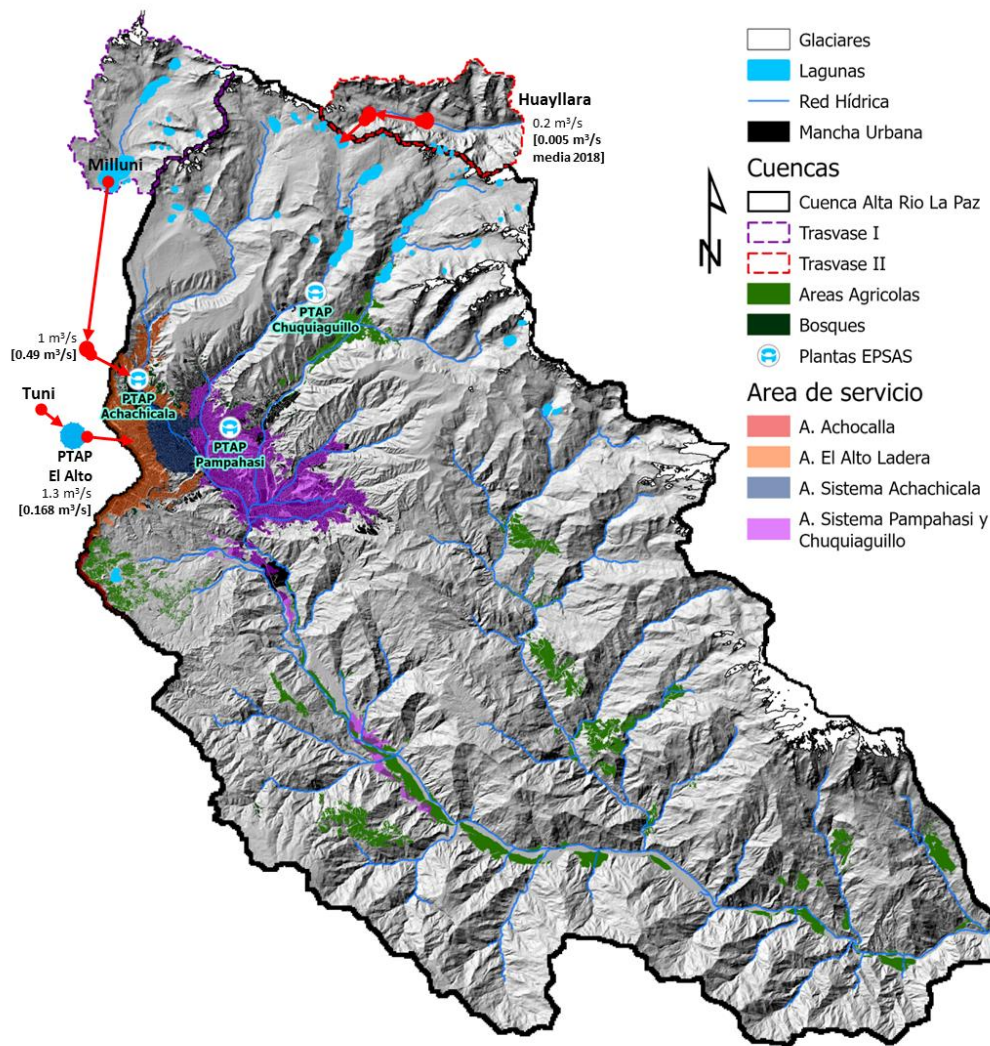 Huayllara
0.2 m³/s
[0.005 m³/s
media 2018]
Milluni
PTAP
Chuquiaguillo
1 m³/s
[0.49 m³/s]
PTAP
Achachicala
Tuni
PTAP
Pampahasi
PTAP
El Alto
1.3 m³/s
[0.168 m³/s]
N
Glaciares
Lagunas
Red Hídrica
Mancha Urbana
Cuencas
Cuenca Alta Rio La Paz
Trasvase I
Trasvase II
Areas Agricolas
Bosques
Plantas EPSAS
Area de servicio
A. Achocalla
A. El Alto Ladera
A. Sistema Achachicala
A. Sistema Pampahasi y
Chuquiaguillo